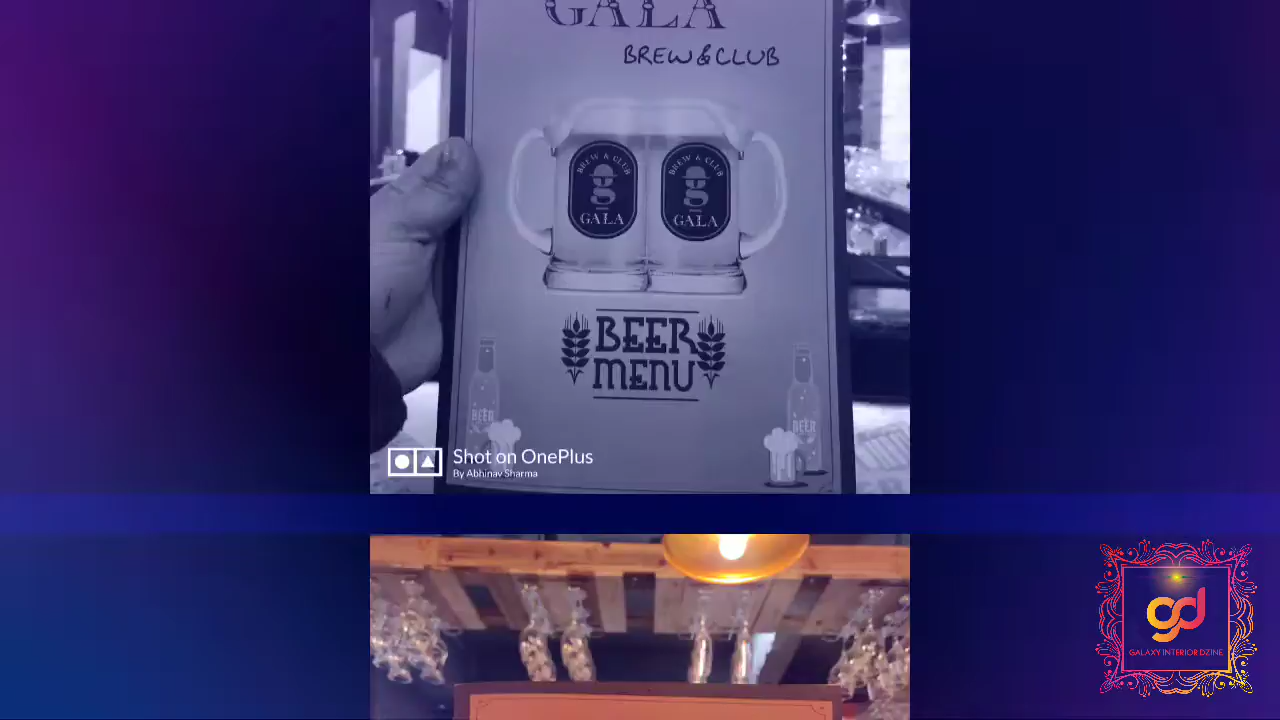 GALA
BREW & CLUB
BREW & CLUB
g
GALA
BREW & CLUB
g
GALA
BEER
MENU
BEER
BEER
Shot on OnePlus
By Abhinav Sharma
gd
GALAXY INTERIOR DZINE